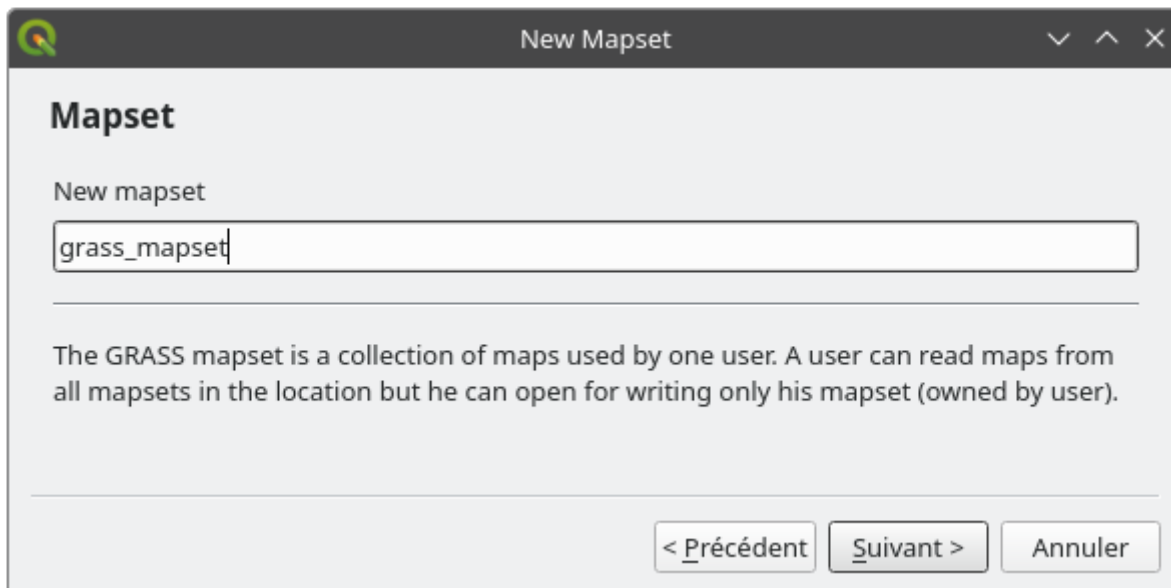 New Mapset
Mapset
New mapset
grass_mapset
The GRASS mapset is a collection of maps used by one user. A user can read maps from
all mapsets in the location but he can open for writing only his mapset (owned by user).
< Précédent Suivant > Annuler